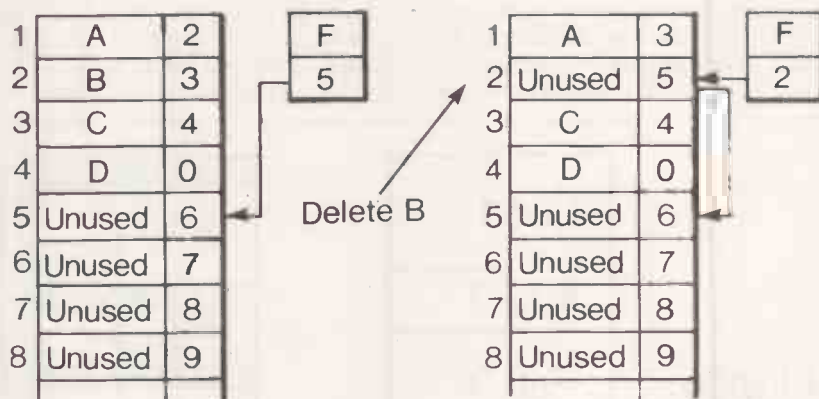 1 A 2 F
2 B 3 5
3 C 4
4 D 0
5 Unused 6
6 Unused 7
7 Unused 8
8 Unused 9
Delete B
1 A 3 F
2 Unused 5 2
3 C 4
4 D 0
5 Unused 6
6 Unused 7
7 Unused 8
8 Unused 9